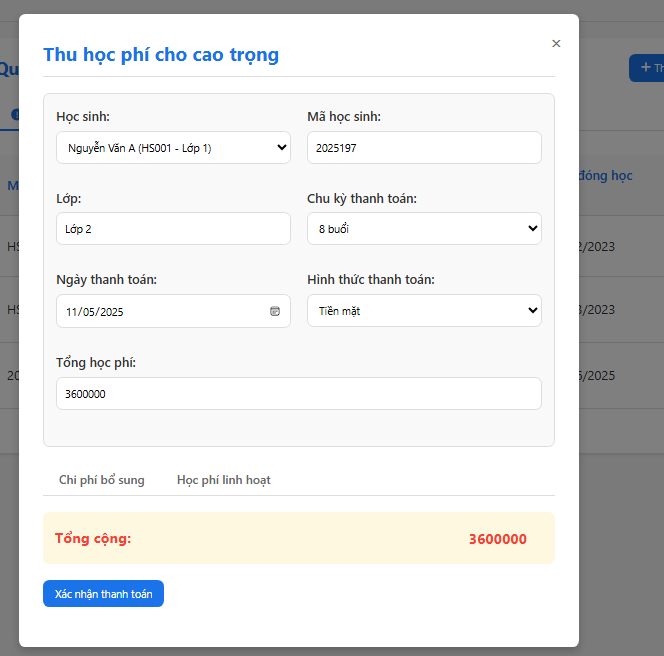 Thu học phí cho cao trọng
×
Qu
+ Th
Học sinh:
Mã học sinh:
Nguyễn Văn A (HS001 - Lớp 1)
2025197
đóng học
M
Lớp:
Chu kỳ thanh toán:
Lớp 2
8 buổi
HS
2/2023
Ngày thanh toán:
Hình thức thanh toán:
11/05/2025
Tiền mặt
HS
3/2023
Tổng học phí:
20
5/2025
3600000
Chi phí bổ sung
Học phí linh hoạt
Tổng cộng:
3600000
Xác nhận thanh toán